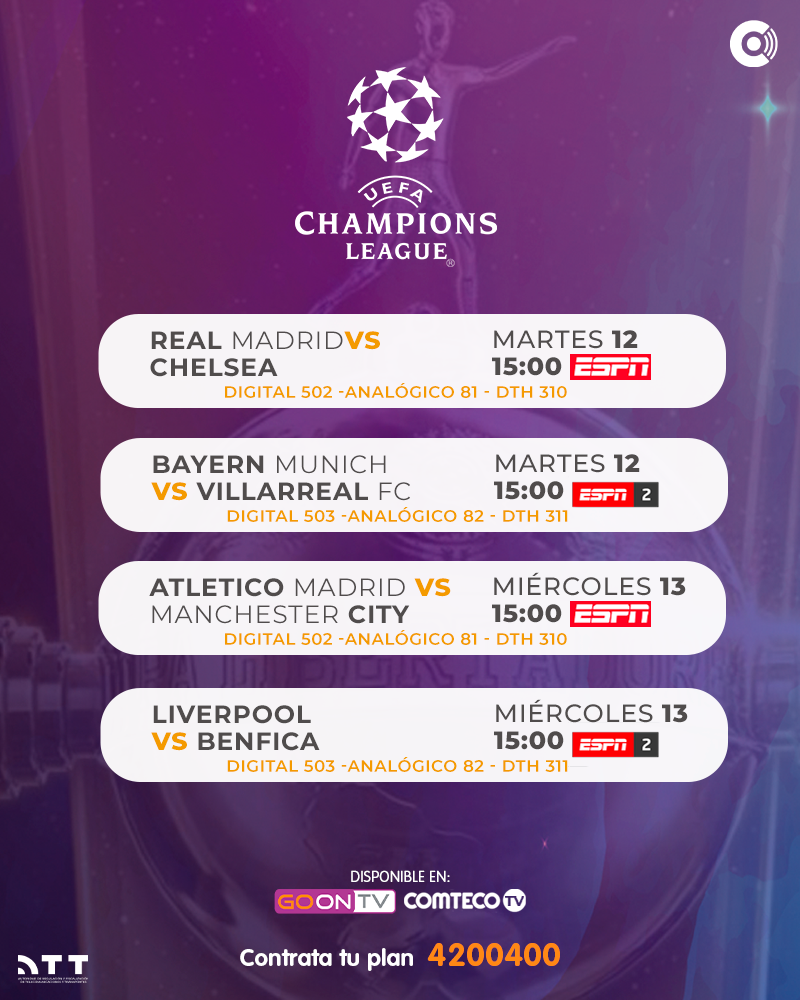 UEFA
CHAMPIONS
LEAGUE®
REAL MADRIDVS
CHELSEA
MARTES 12
15:00 ESPN
DIGITAL 502 -ANALÓGICO 81 - DTH 310
BAYERN MUNICH
VS VILLARREAL FC
MARTES 12
15:00 ESPN 2
DIGITAL 503 -ANALÓGICO 82 - DTH 311
ATLETICO MADRID VS
MANCHESTER CITY
MIÉRCOLES 13
15:00 ESPN
DIGITAL 502 -ANALÓGICO 81 - DTH 310
LIVERPOOL
VS BENFICA
MIÉRCOLES 13
15:00 ESPN 2
DIGITAL 503 -ANALÓGICO 82 - DTH 311
DISPONIBLE EN:
GOONTV COMTECO TV
Contrata tu plan 4200400
ATT